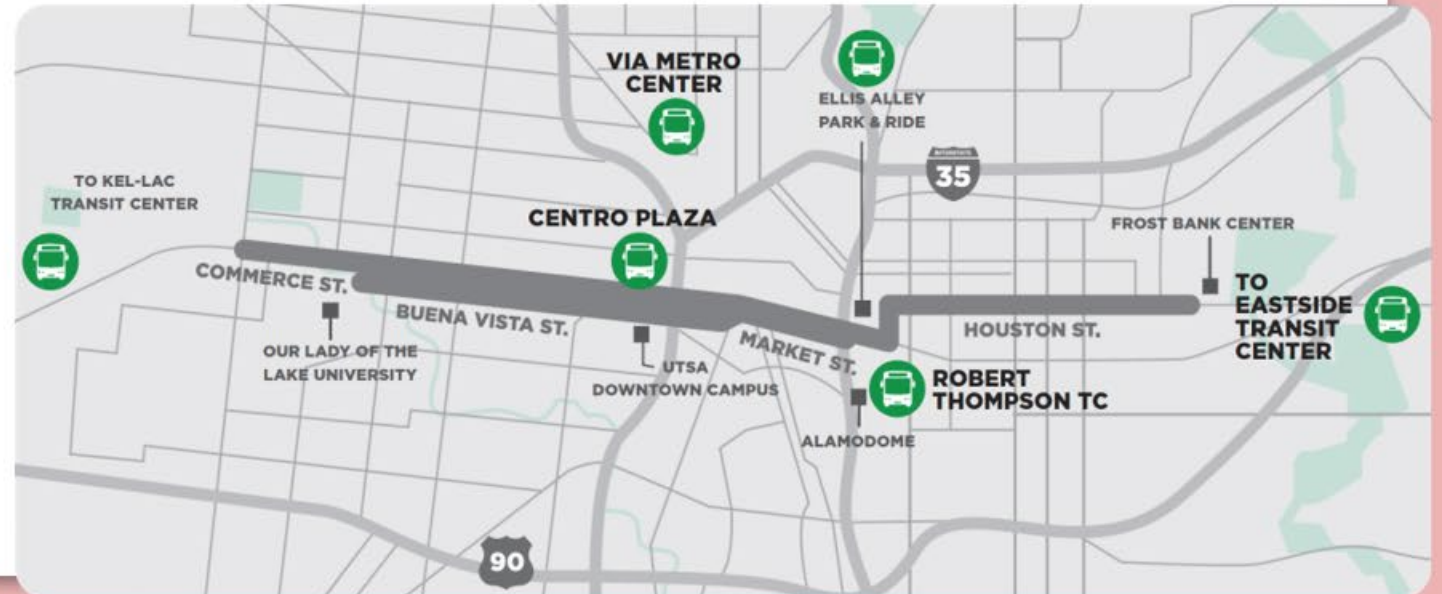 VIA METRO
CENTER
ELLIS ALLEY
PARK & RIDE
INTERSTATE
35
TO KEL-LAC
TRANSIT CENTER
CENTRO PLAZA
FROST BANK CENTER
COMMERCE ST.
BUENA VISTA ST.
MARKET ST.
HOUSTON ST.
TO
EASTSIDE
TRANSIT
CENTER
OUR LADY OF THE
LAKE UNIVERSITY
UTSA
DOWNTOWN CAMPUS
ROBERT
THOMPSON TC
ALAMODOME
90